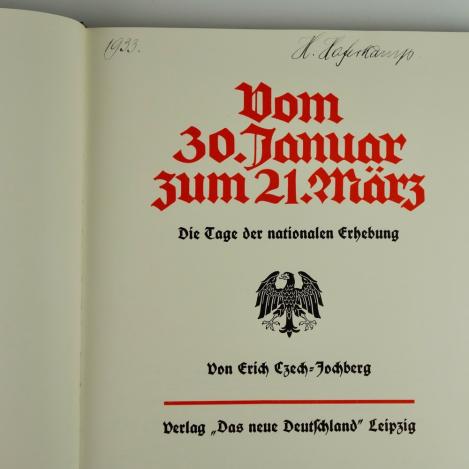 1933.
H. Haferkamp
Vom
30. Januar
zum 21. März
Die Tage der nationalen Erhebung
Von Erich Czech-Jochberg
Verlag „Das neue Deutschland" Leipzig